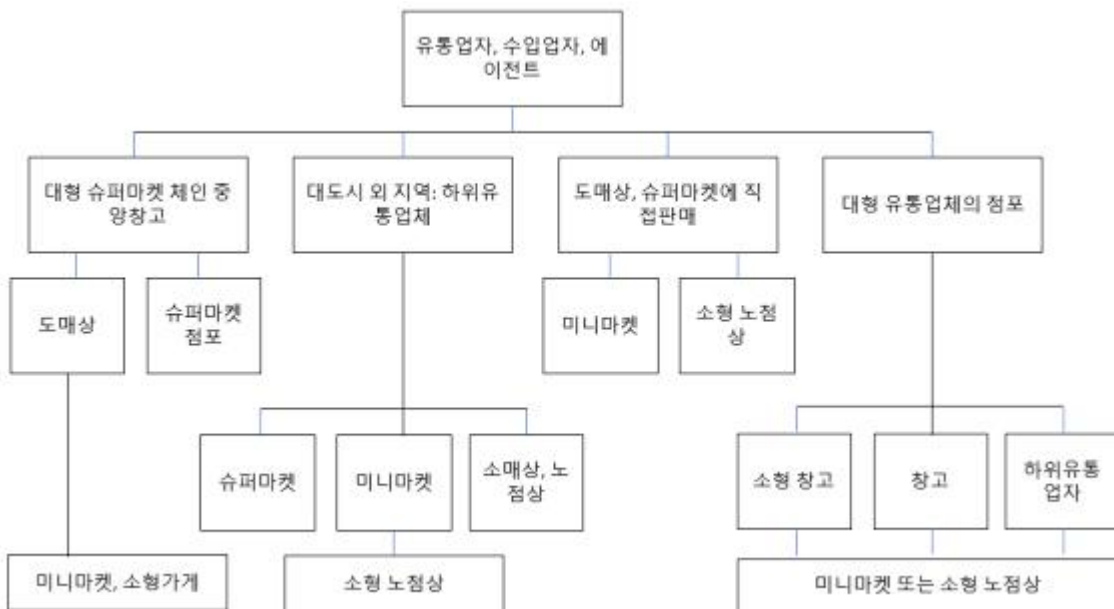 유통업자, 수입업자, 에
이전트
대형 슈퍼마켓 체인 중
앙창고
대도시 외 지역: 하위유
통업체
도매상, 슈퍼마켓에 직
접판매
대형 유통업체의 점포
도매상
슈퍼마켓
점포
미니마켓
소형 노점
상
슈퍼마켓
미니마켓
소매상, 노
점상
소형 창고
창고
하위유통
업자
미니마켓, 소형가게
소형 노점상
미니마켓 또는 소형 노점상